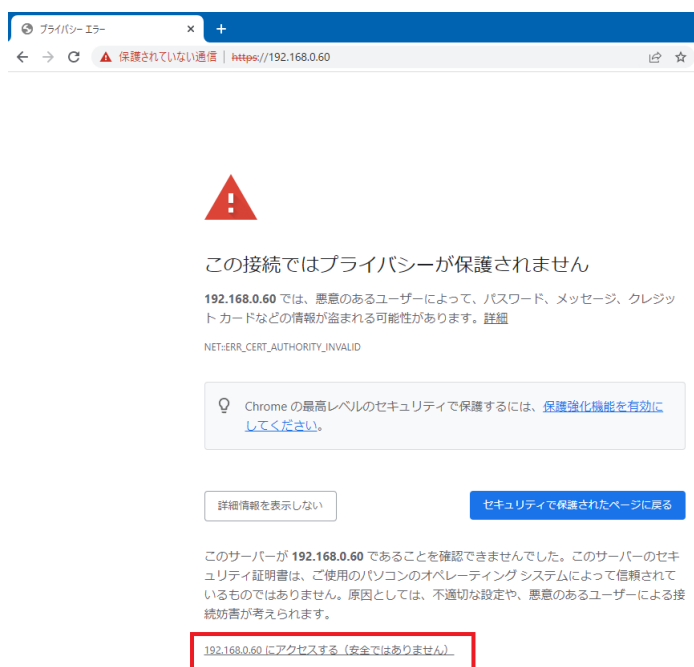 プライバシー エラー
保護されていない通信 | https://192.168.0.60
この接続ではプライバシーが保護されません
192.168.0.60 では、悪意のあるユーザーによって、パスワード、メッセージ、クレジッ
ト カードなどの情報が盗まれる可能性があります。詳細
NET::ERR_CERT_AUTHORITY_INVALID
Chrome の最高レベルのセキュリティで保護するには、保護強化機能を有効に
してください。
詳細情報を表示しない
セキュリティで保護されたページに戻る
このサーバーが 192.168.0.60 であることを確認できませんでした。このサーバーのセキ
ュリティ証明書は、ご使用のパソコンのオペレーティング システムによって信頼されて
いるものではありません。原因としては、不適切な設定や、悪意のあるユーザーによる接
続妨害が考えられます。
192.168.0.60 にアクセスする（安全ではありません）